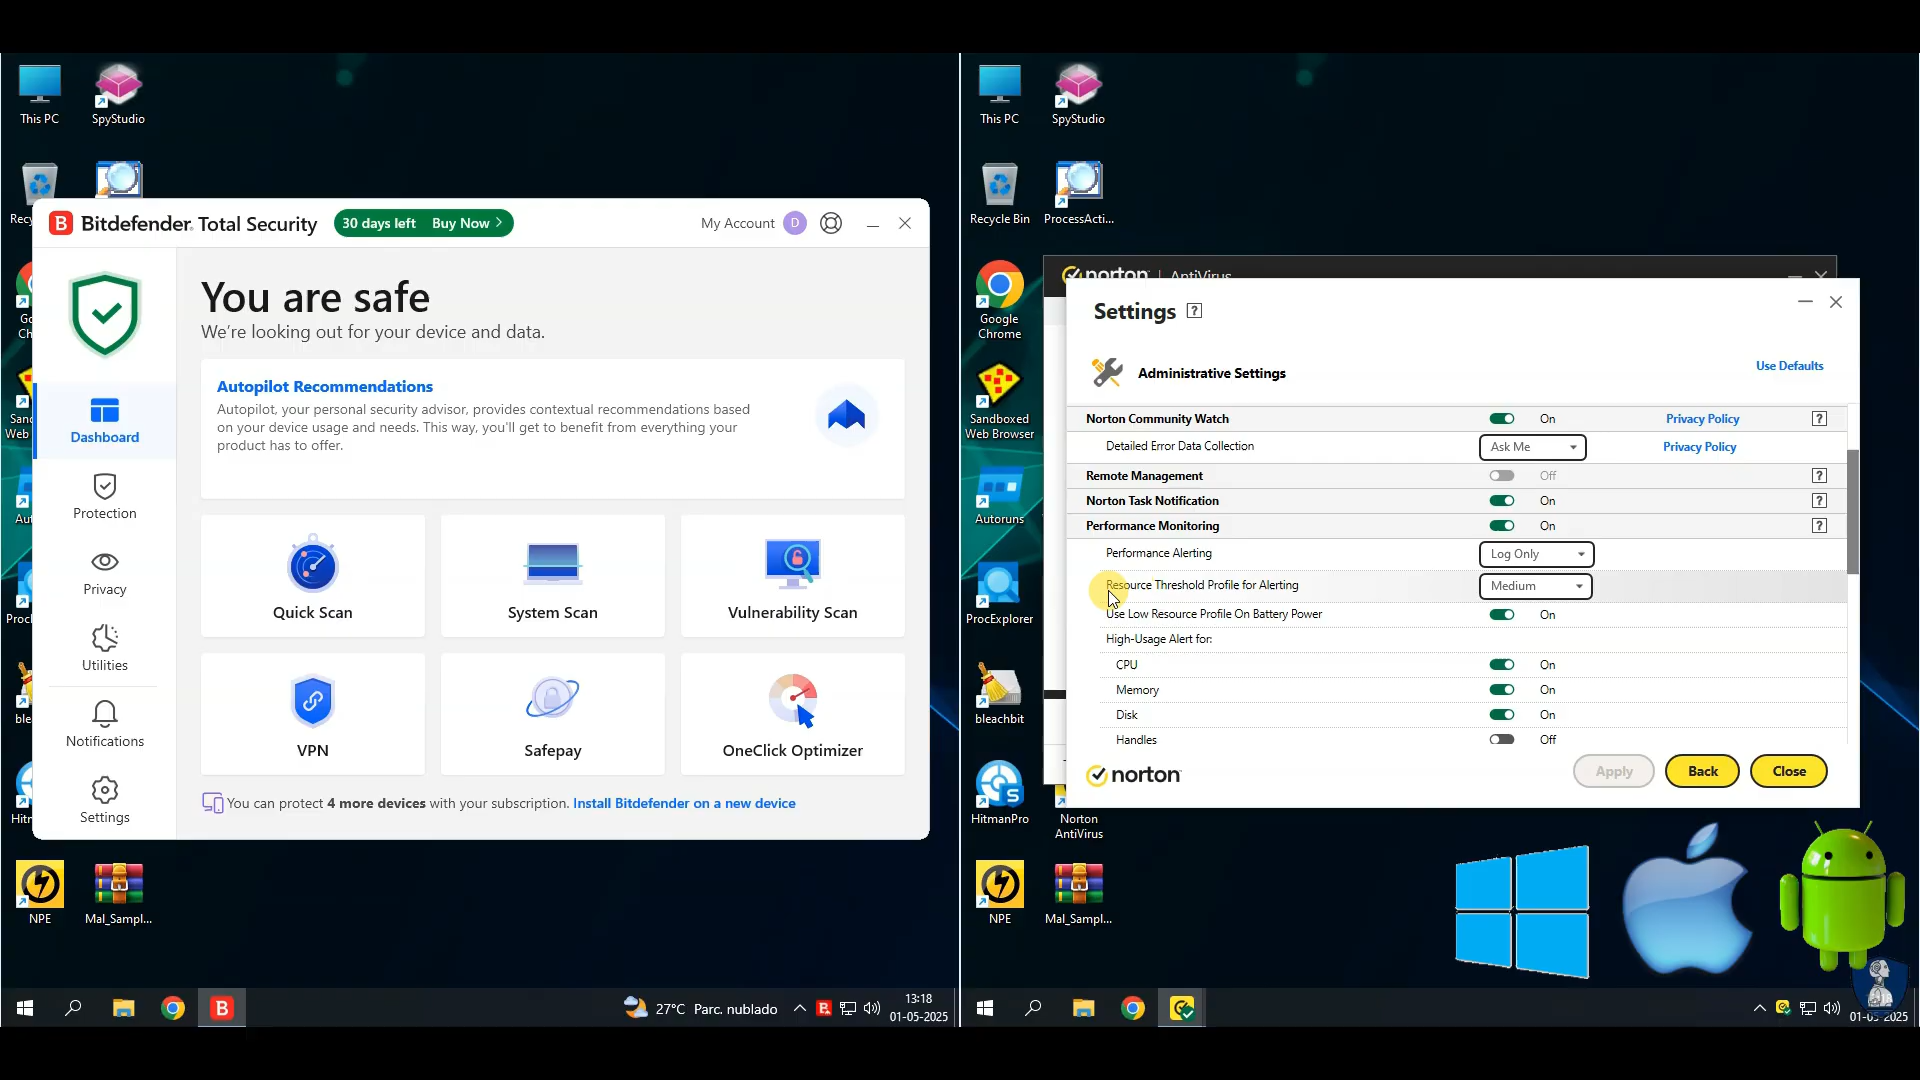 This PC
SpyStudio
B Bitdefender Total Security
30 days left
Buy Now >
My Account
D
You are safe
We're looking out for your device and data.
Autopilot Recommendations
Autopilot, your personal security advisor, provides contextual recommendations based
on your device usage and needs. This way, you'll get to benefit from everything your
product has to offer.
Dashboard
Protection
Privacy
Utilities
Notifications
Settings
Quick Scan
System Scan
Vulnerability Scan
VPN
Safepay
OneClick Optimizer
You can protect 4 more devices with your subscription. Install Bitdefender on a new device
NPE
Mal_Sampl...
B
27°C Parc. nublado
13:18
01-05-2025
This PC
SpyStudio
Recycle Bin
ProcessActi...
Google
Chrome
Sandboxed
Web Browser
Autoruns
ProcExplorer
bleachbit
HitmanPro
Norton
AntiVirus
NPE
Mal_Sampl...
norton | AntiVirus
Settings ?
Administrative Settings
Use Defaults
Norton Community Watch On Privacy Policy ?
Detailed Error Data Collection Ask Me Privacy Policy
Remote Management Off ?
Norton Task Notification On ?
Performance Monitoring On ?
Performance Alerting Log Only
Resource Threshold Profile for Alerting Medium
Use Low Resource Profile On Battery Power On
High-Usage Alert for:
CPU On
Memory On
Disk On
Handles Off
norton
Apply
Back
Close
01-05-2025